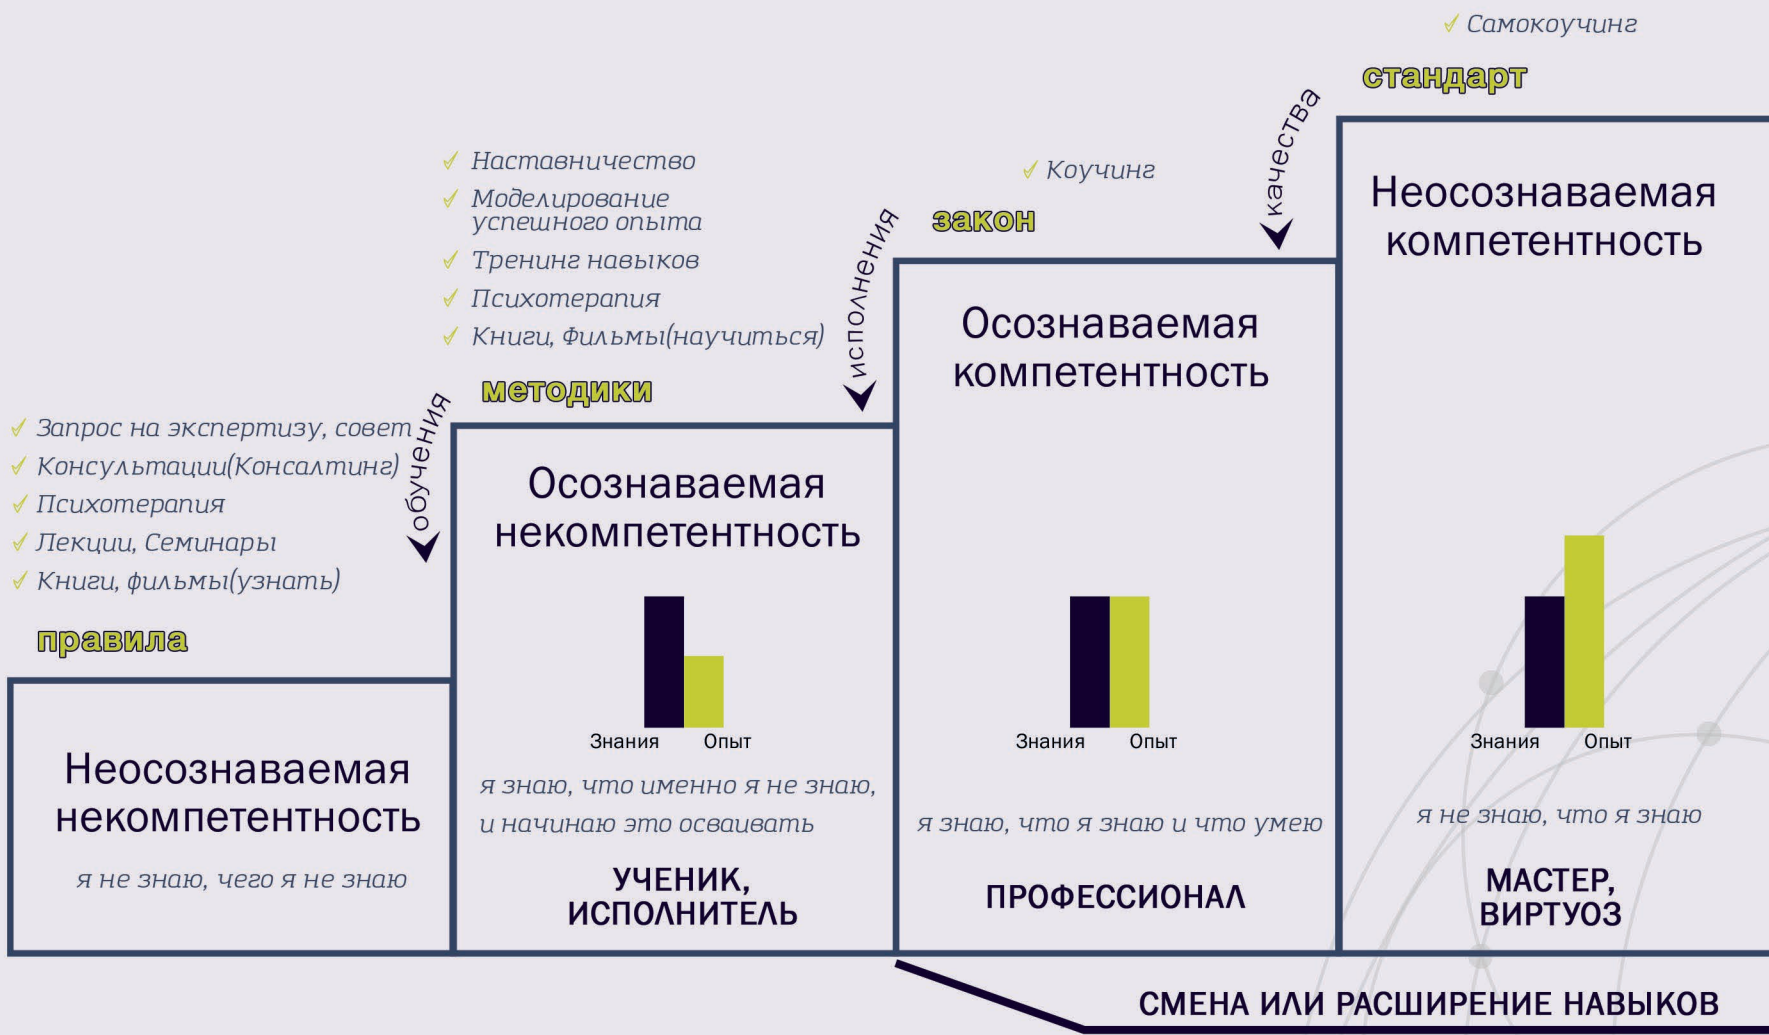 ✓ Запрос на экспертизу, совет
✓ Консультации(Консалтинг)
✓ Психотерапия
✓ Лекции, Семинары
✓ Книги, фильмы(узнать)
правила
Неосознаваемая
некомпетентность
я не знаю, чего я не знаю
обучения
✓ Наставничество
✓ Моделирование
успешного опыта
✓ Тренинг навыков
✓ Психотерапия
✓ Книги, Фильмы(научиться)
методики
Осознаваемая
некомпетентность
Знания Опыт
я знаю, что именно я не знаю,
и начинаю это осваивать
УЧЕНИК,
ИСПОЛНИТЕЛЬ
исполнения
✓ Коучинг
закон
Осознаваемая
компетентность
Знания Опыт
я знаю, что я знаю и что умею
ПРОФЕССИОНАЛ
качества
✓ Самокоучинг
стандарт
Неосознаваемая
компетентность
Знания Опыт
я не знаю, что я знаю
МАСТЕР,
ВИРТУОЗ
СМЕНА ИЛИ РАСШИРЕНИЕ НАВЫКОВ